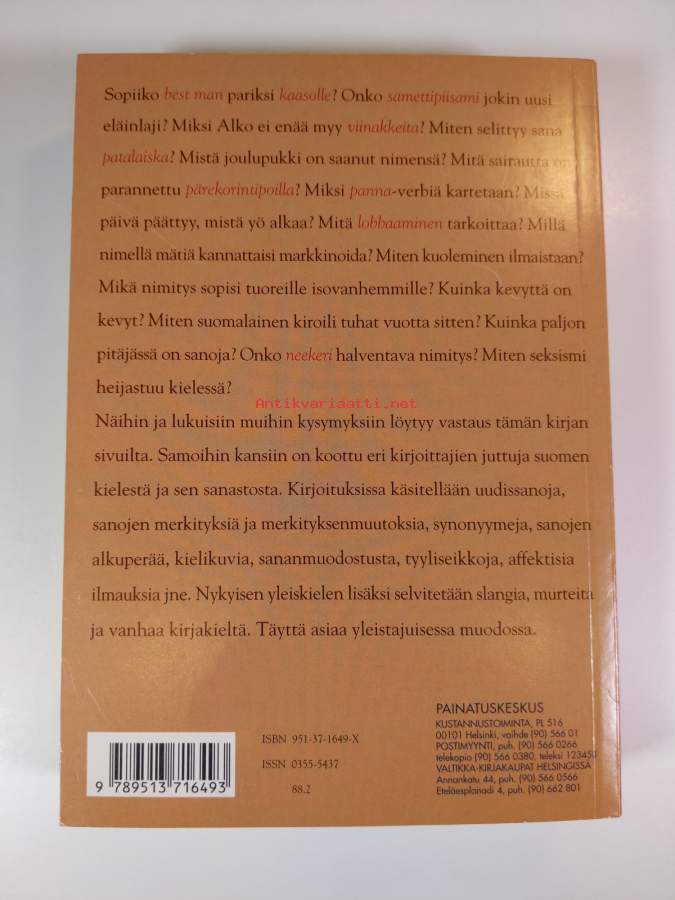 Sopiiko best man pariksi kaasolle? Onko samettipiisami jokin uusi
eläinlaji? Miksi Alko ei enää myy viinakkeita? Miten selittyy sana
patalaiska? Mistä joulupukki on saanut nimensä? Mitä sairautta on
parannettu pärekorintipoilla? Miksi panna-verbiä kartetaan? Missä
päivä päättyy, mistä yö alkaa? Mitä lobbaaminen tarkoittaa? Millä
nimellä mätiä kannattaisi markkinoida? Miten kuoleminen ilmaistaan?
Mikä nimitys sopisi tuoreille isovanhemmille? Kuinka kevyttä on
kevyt? Miten suomalainen kiroili tuhat vuotta sitten? Kuinka paljon
pitäjässä on sanoja? Onko neekeri halventava nimitys? Miten seksismi
heijastuu kielessä?
Antikvariaatti.net
Näihin ja lukuisiin muihin kysymyksiin löytyy vastaus tämän kirjan
sivuilta. Samoihin kansiin on koottu eri kirjoittajien juttuja suomen
kielestä ja sen sanastosta. Kirjoituksissa käsitellään uudissanoja,
sanojen merkityksiä ja merkityksenmuutoksia, synonyymejä, sanojen
alkuperää, kielikuvia, sananmuodostusta, tyyliseikkoja, affektisia
ilmauksia jne. Nykyisen yleiskielen lisäksi selvitetään slangia, murteita
ja vanhaa kirjakieltä. Täyttä asiaa yleistajuisessa muodossa.
ISBN 951-37-1649-X
ISSN 0355-5437
88.2
9 789513 716493
PAINATUSKESKUS
KUSTANNUSTOIMINTA, PL 516
00101 Helsinki, vaihde (90) 566 01
POSTIMYYNTI, puh. (90) 566 0266
telekopio (90) 566 0380, teleksi 123458
VALTIKKA-KIRJAKAUPAT HELSINGISSÄ
Annankatu 44, puh. (90) 566 0566
Eteläesplanadi 4, puh. (90) 662 801